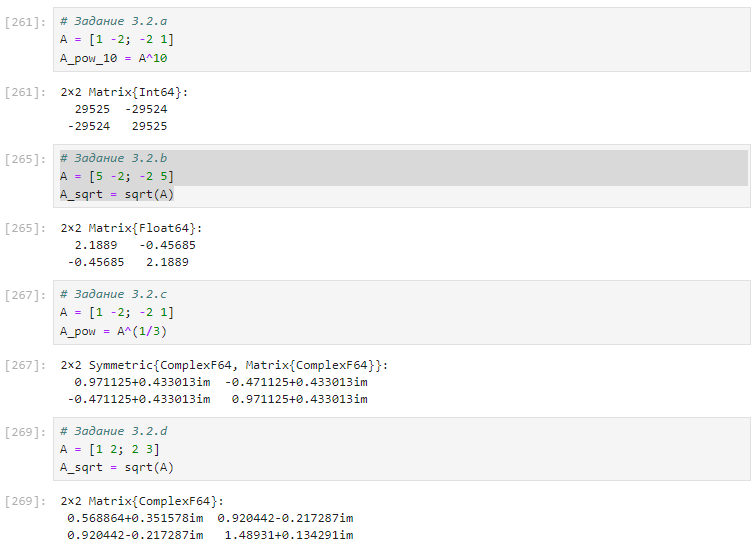 [261]: # Задание 3.2.a
A = [1 -2; -2 1]
A_pow_10 = A^10
[261]: 2×2 Matrix{Int64}:
29525 -29524
-29524 29525
[265]: # Задание 3.2.b
A = [5 -2; -2 5]
A_sqrt = sqrt(A)
[265]: 2×2 Matrix{Float64}:
2.1889 -0.45685
-0.45685 2.1889
[267]: # Задание 3.2.c
A = [1 -2; -2 1]
A_pow = A^(1/3)
[267]: 2×2 Symmetric{ComplexF64, Matrix{ComplexF64}}:
0.971125+0.433013im -0.471125+0.433013im
-0.471125+0.433013im 0.971125+0.433013im
[269]: # Задание 3.2.d
A = [1 2; 2 3]
A_sqrt = sqrt(A)
[269]: 2×2 Matrix{ComplexF64}:
0.568864+0.351578im 0.920442-0.217287im
0.920442-0.217287im 1.48931+0.134291im